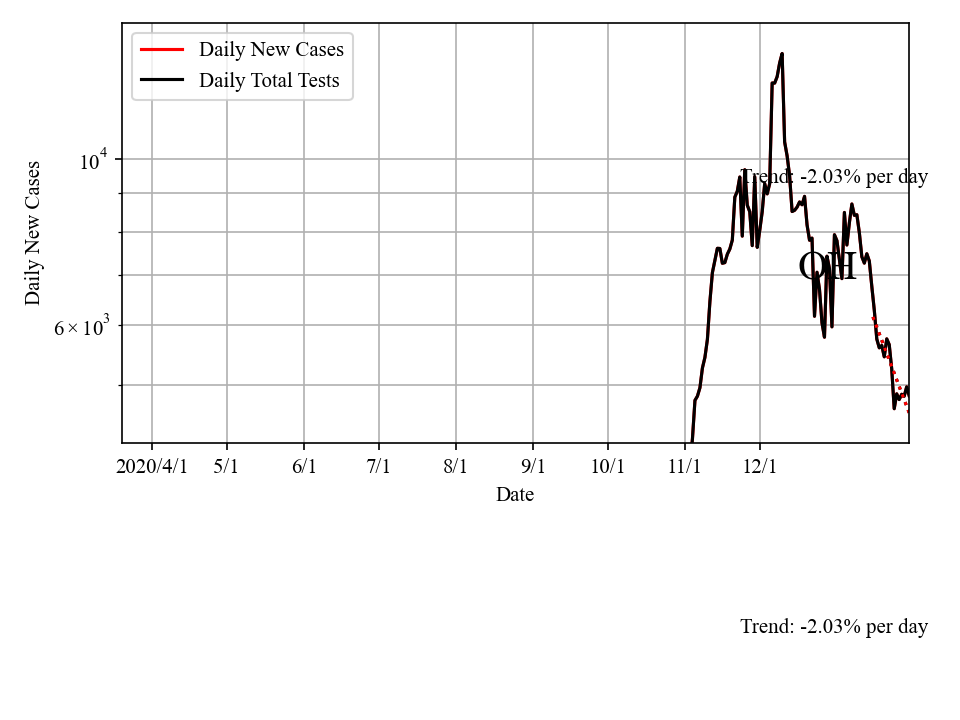 Daily New Cases
Daily Total Tests
10^4
Trend: -2.03% per day
Daily New Cases
OH
6 × 10^3
2020/4/1 5/1 6/1 7/1 8/1 9/1 10/1 11/1 12/1
Date
Trend: -2.03% per day